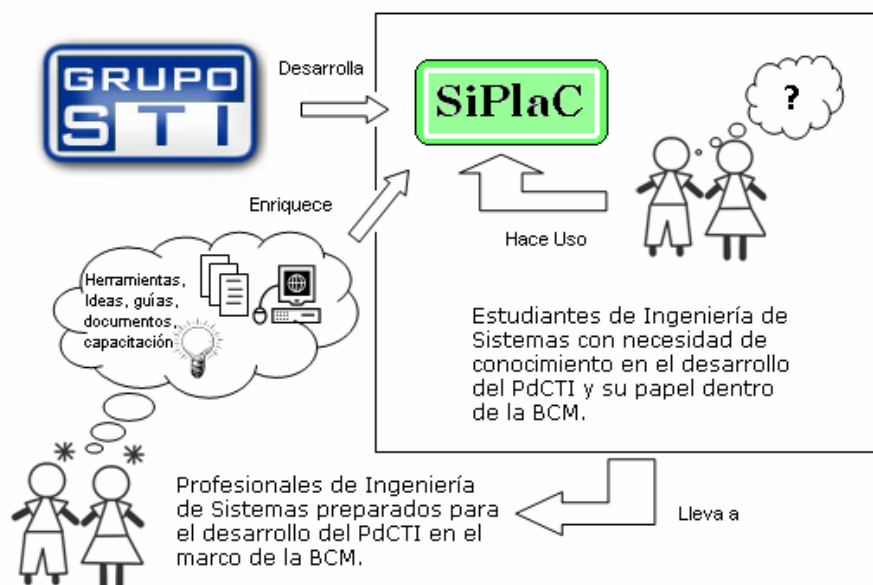 GRUPO
STI
Desarrolla
SiPlaC
?
Enriquece
Hace Uso
Herramientas,
Ideas, guías,
documentos,
capacitación
Estudiantes de Ingeniería de
Sistemas con necesidad de
conocimiento en el desarrollo
del PdCTI y su papel dentro
de la BCM.
Profesionales de Ingeniería
de Sistemas preparados para
el desarrollo del PdCTI en el
marco de la BCM.
Lleva a